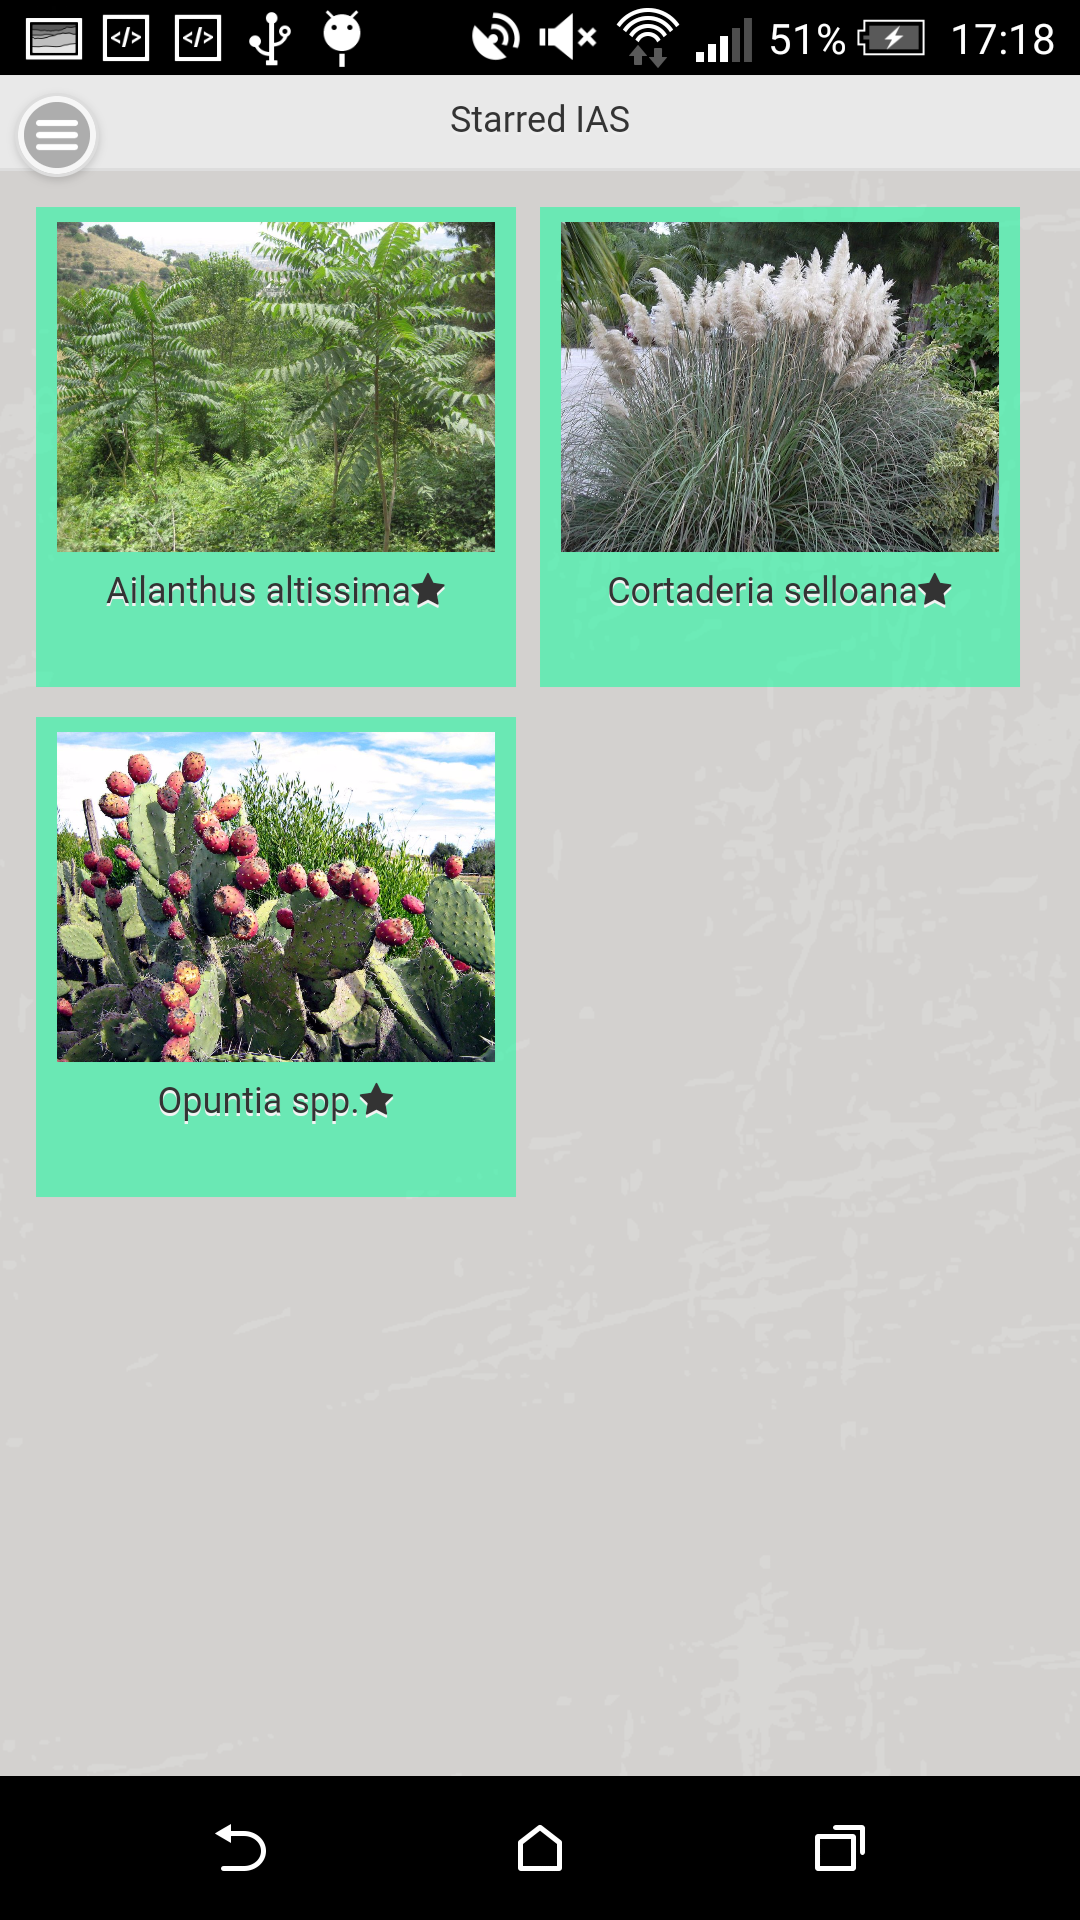 51% 17:18
Starred IAS
Ailanthus altissima★
Cortaderia selloana★
Opuntia spp.★